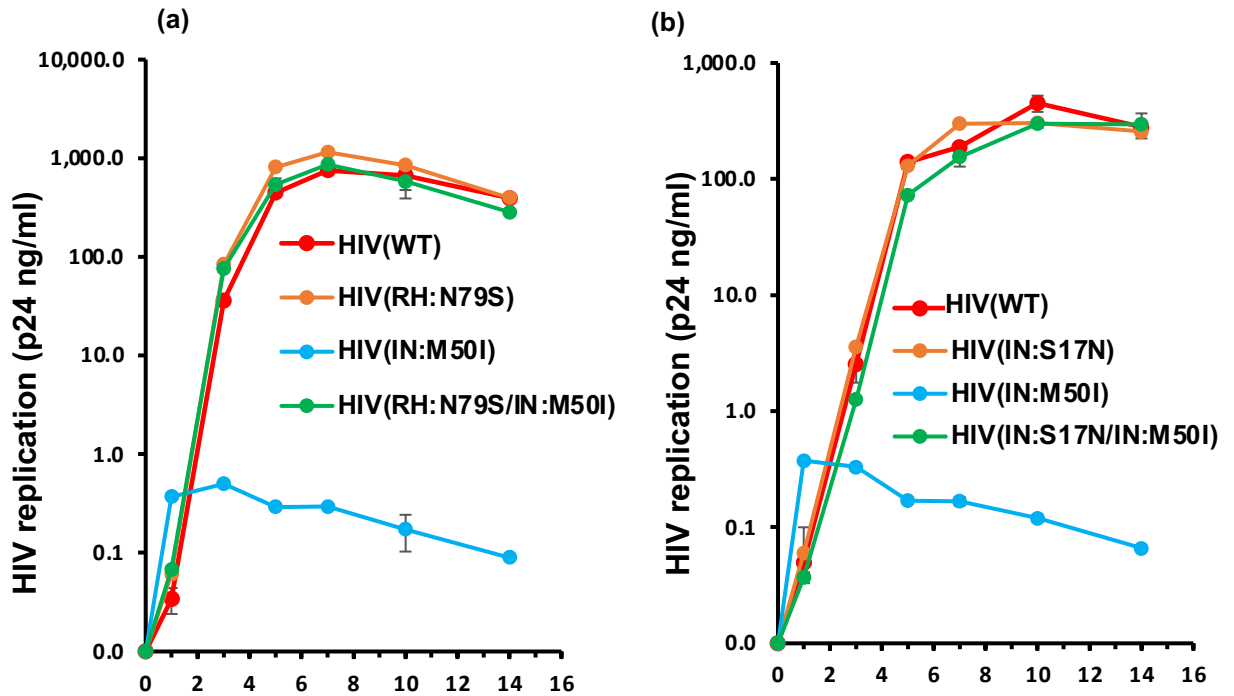 (a)
HIV replication (p24 ng/ml)
10,000.0
1,000.0
100.0
10.0
1.0
0.1
0.0
0 2 4 6 8 10 12 14 16
HIV(WT)
HIV(RH:N79S)
HIV(IN:M50I)
HIV(RH:N79S/IN:M50I)
(b)
HIV replication (p24 ng/ml)
1,000.0
100.0
10.0
1.0
0.1
0.0
0 2 4 6 8 10 12 14 16
HIV(WT)
HIV(IN:S17N)
HIV(IN:M50I)
HIV(IN:S17N/IN:M50I)